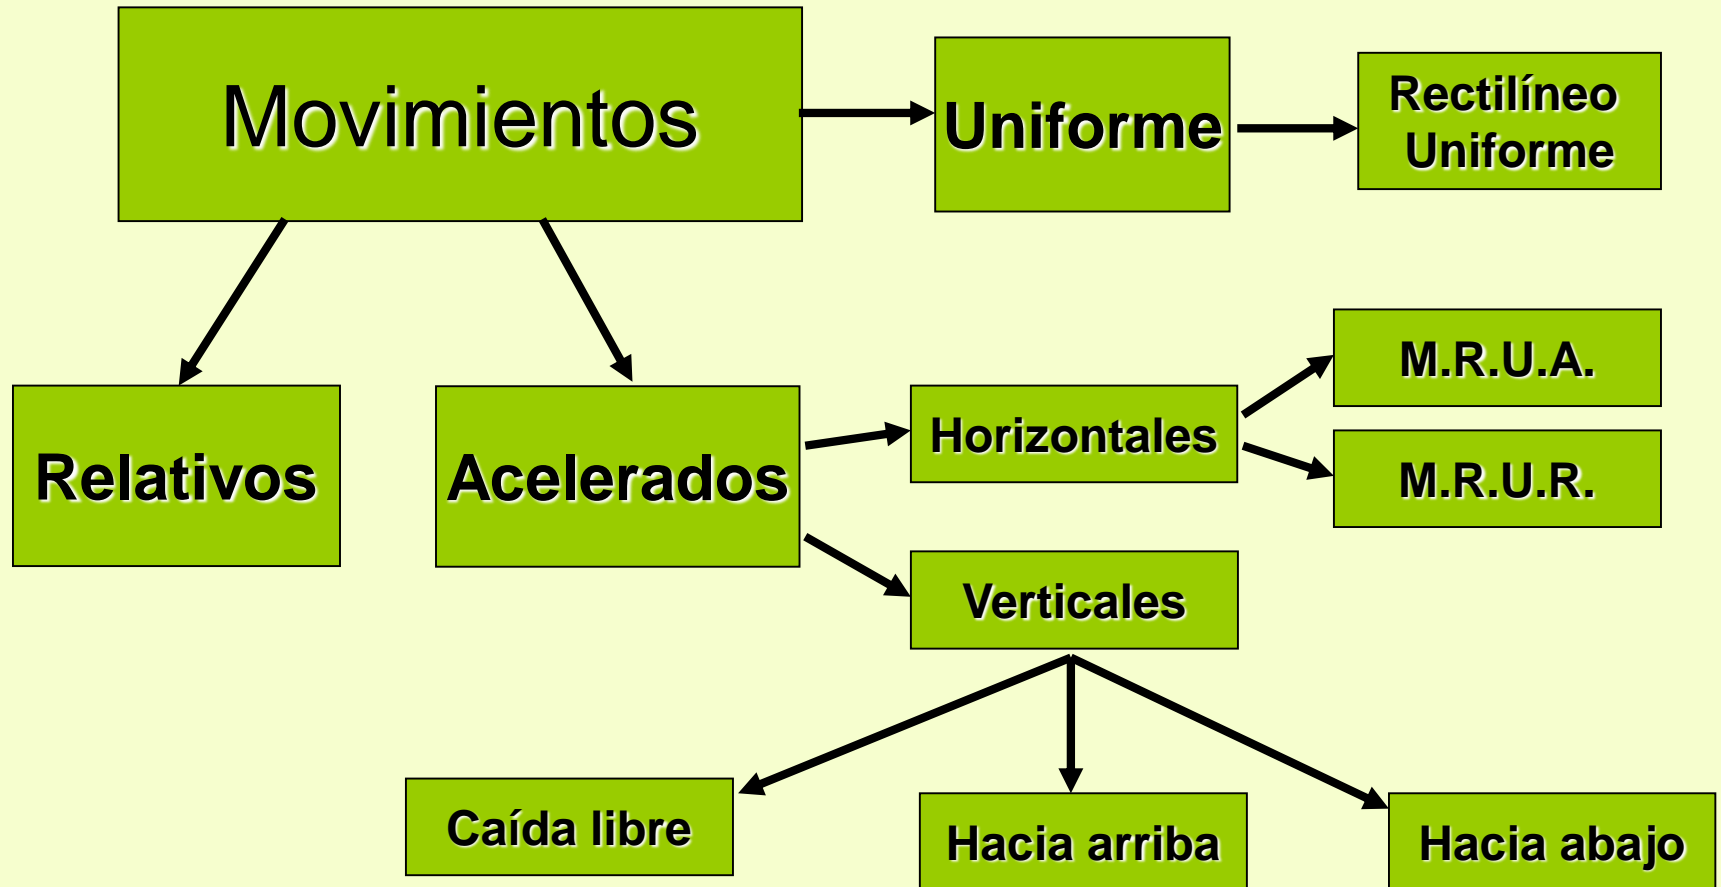 Movimientos
Uniforme
Rectilíneo
Uniforme
Relativos
Acelerados
Horizontales
M.R.U.A.
M.R.U.R.
Verticales
Caída libre
Hacia arriba
Hacia abajo